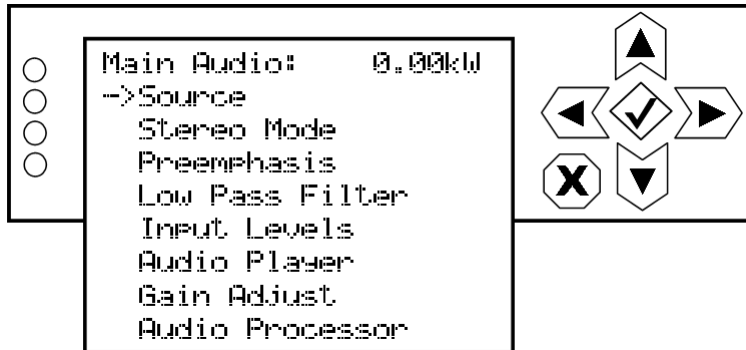 Main Audio: 0.00kW
->Source
Stereo Mode
Preemphasis
Low Pass Filter
Input Levels
Audio Player
Gain Adjust
Audio Processor
X